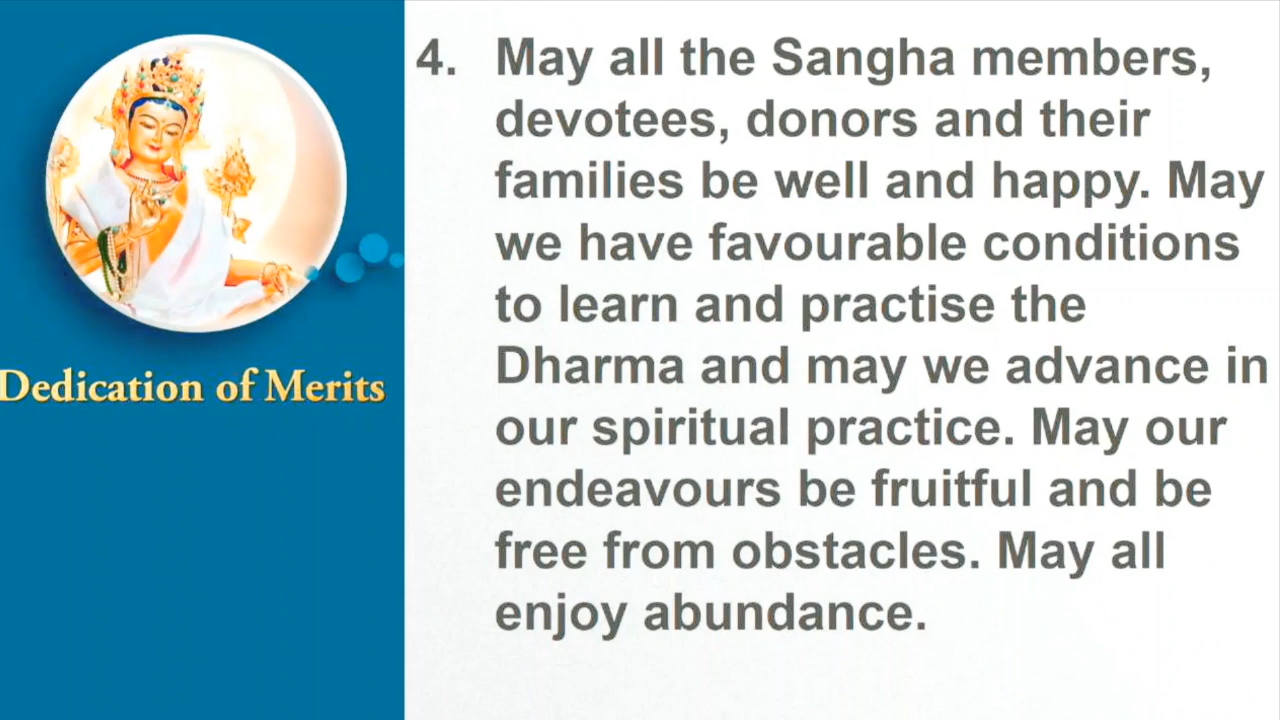 Dedication of Merits
4. May all the Sangha members,
devotees, donors and their
families be well and happy. May
we have favourable conditions
to learn and practise the
Dharma and may we advance in
our spiritual practice. May our
endeavours be fruitful and be
free from obstacles. May all
enjoy abundance.